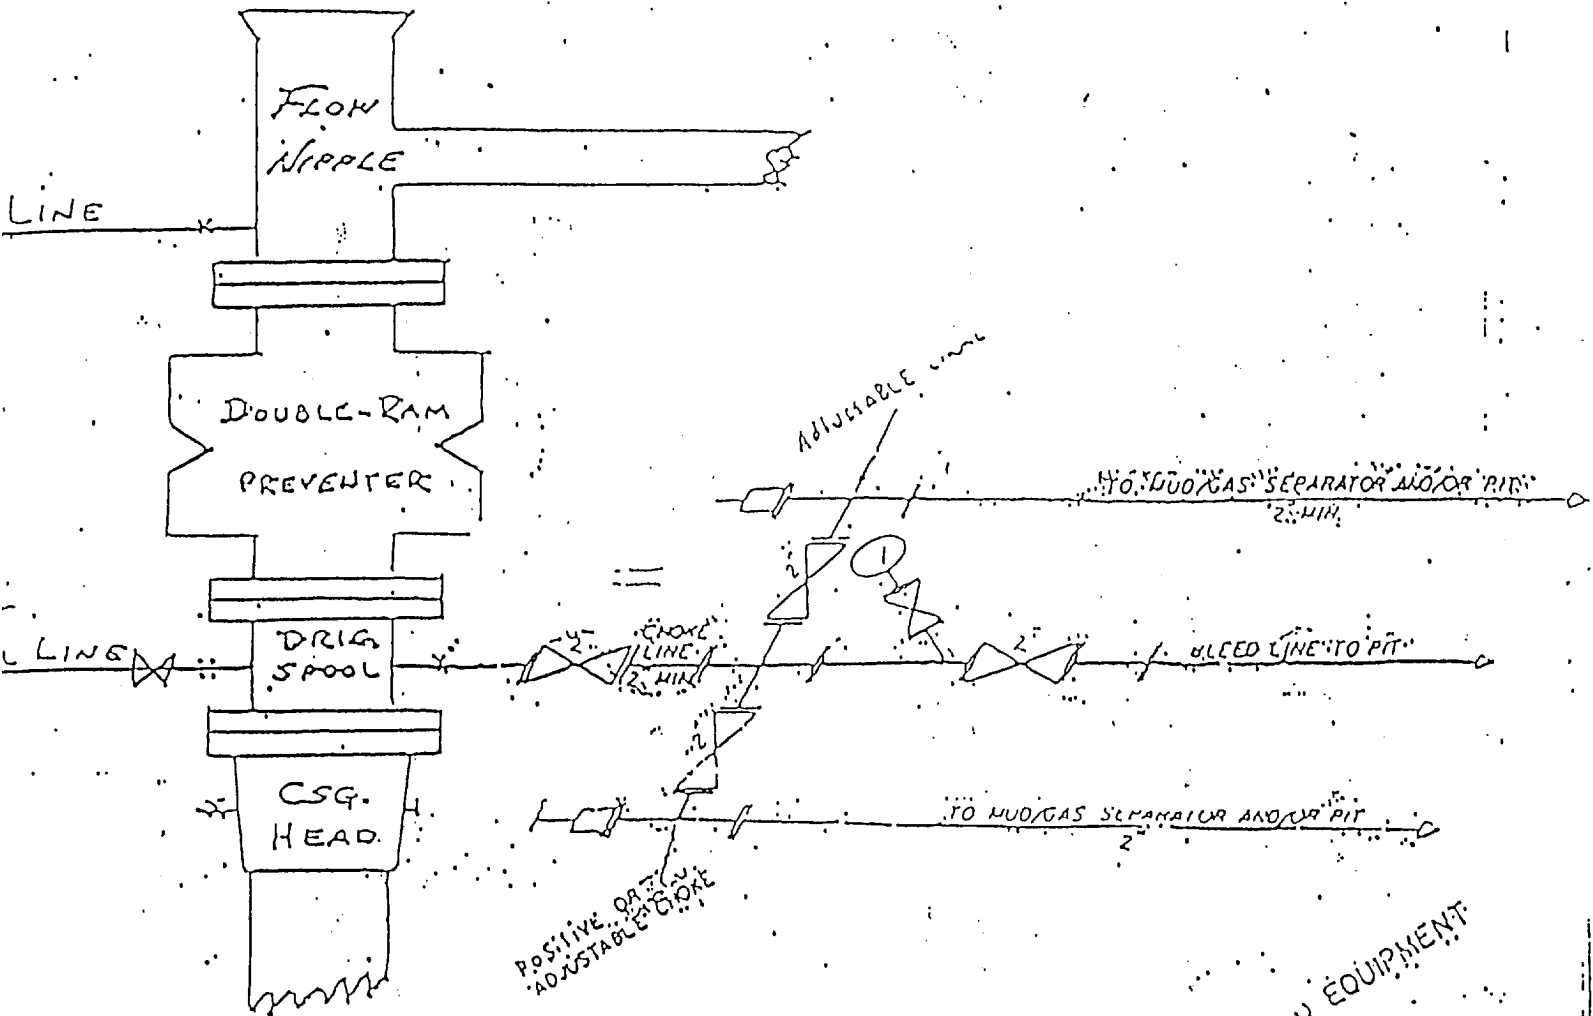 FLOW
NIPPLE
LINE
DOUBLE-RAM
PREVENTER
ADJUSTABLE
TO MUD/GAS SEPARATOR AND/OR PIT
2" MIN.
2"
1
LINE
DRLG
SPOOL
CHOKE
LINE
2" MIN
2"
BLEED LINE TO PIT
2"
CSG.
HEAD
TO MUD/GAS SEPARATOR AND/OR PIT
2"
POSITIVE OR
ADJUSTABLE CHOKE
EQUIPMENT